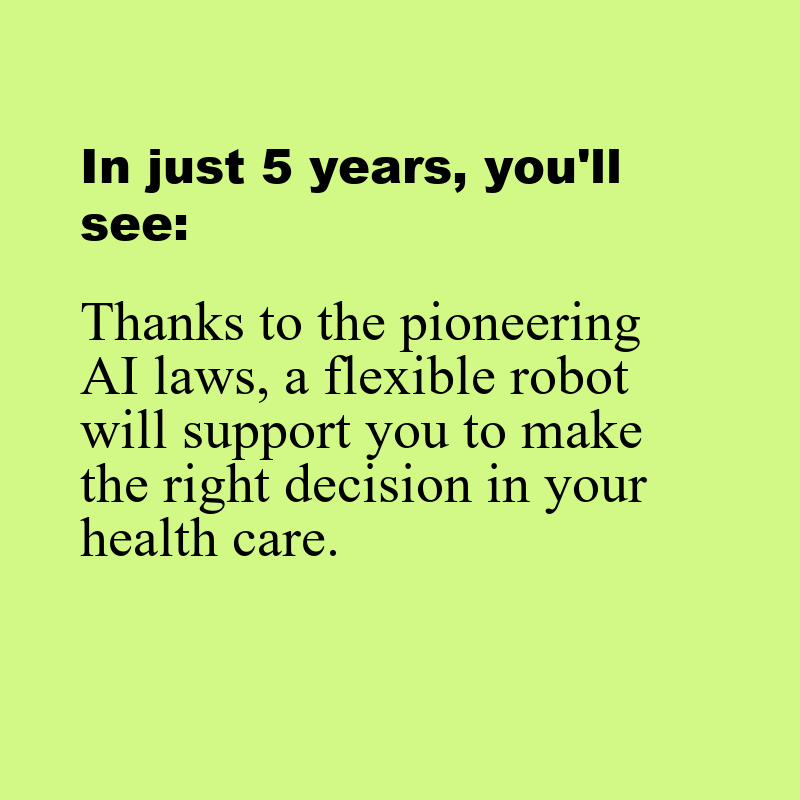 In just 5 years, you'll
see:
Thanks to the pioneering
AI laws, a flexible robot
will support you to make
the right decision in your
health care.